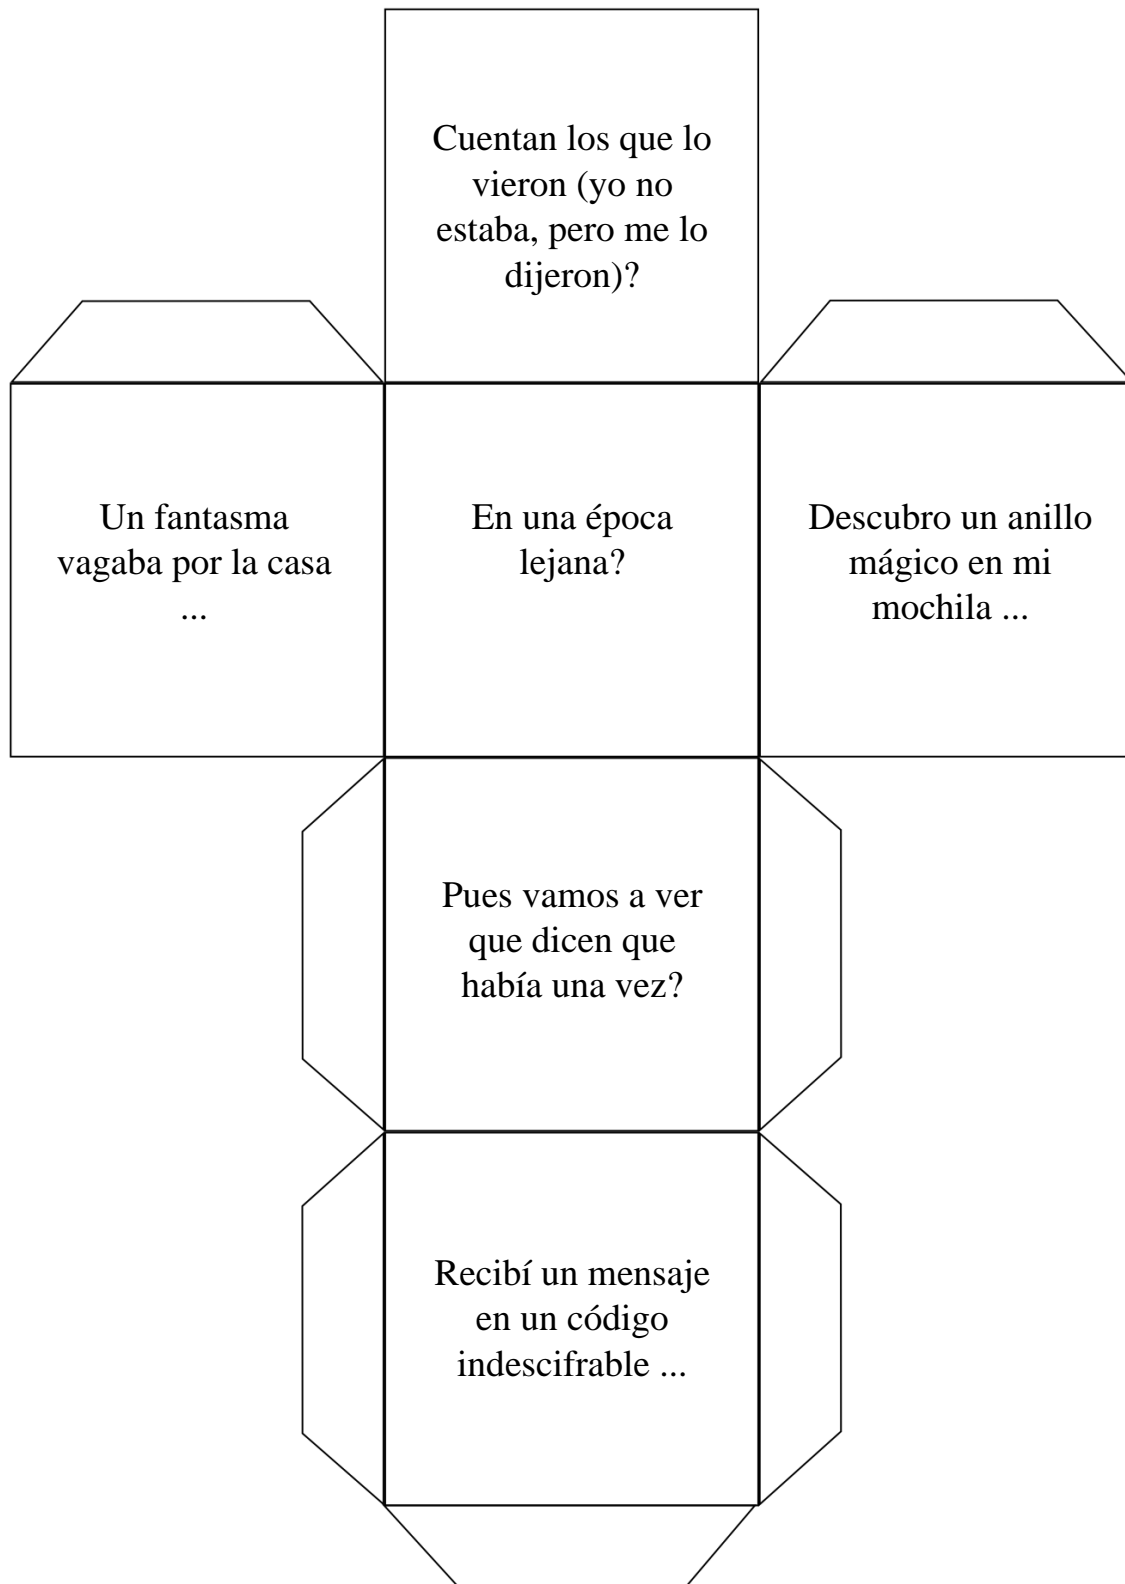 Cuentan los que lo
vieron (yo no
estaba, pero me lo
dijeron)?
Un fantasma
vagaba por la casa
...
En una época
lejana?
Descubro un anillo
mágico en mi
mochila ...
Pues vamos a ver
que dicen que
había una vez?
Recibí un mensaje
en un código
indescifrable ...